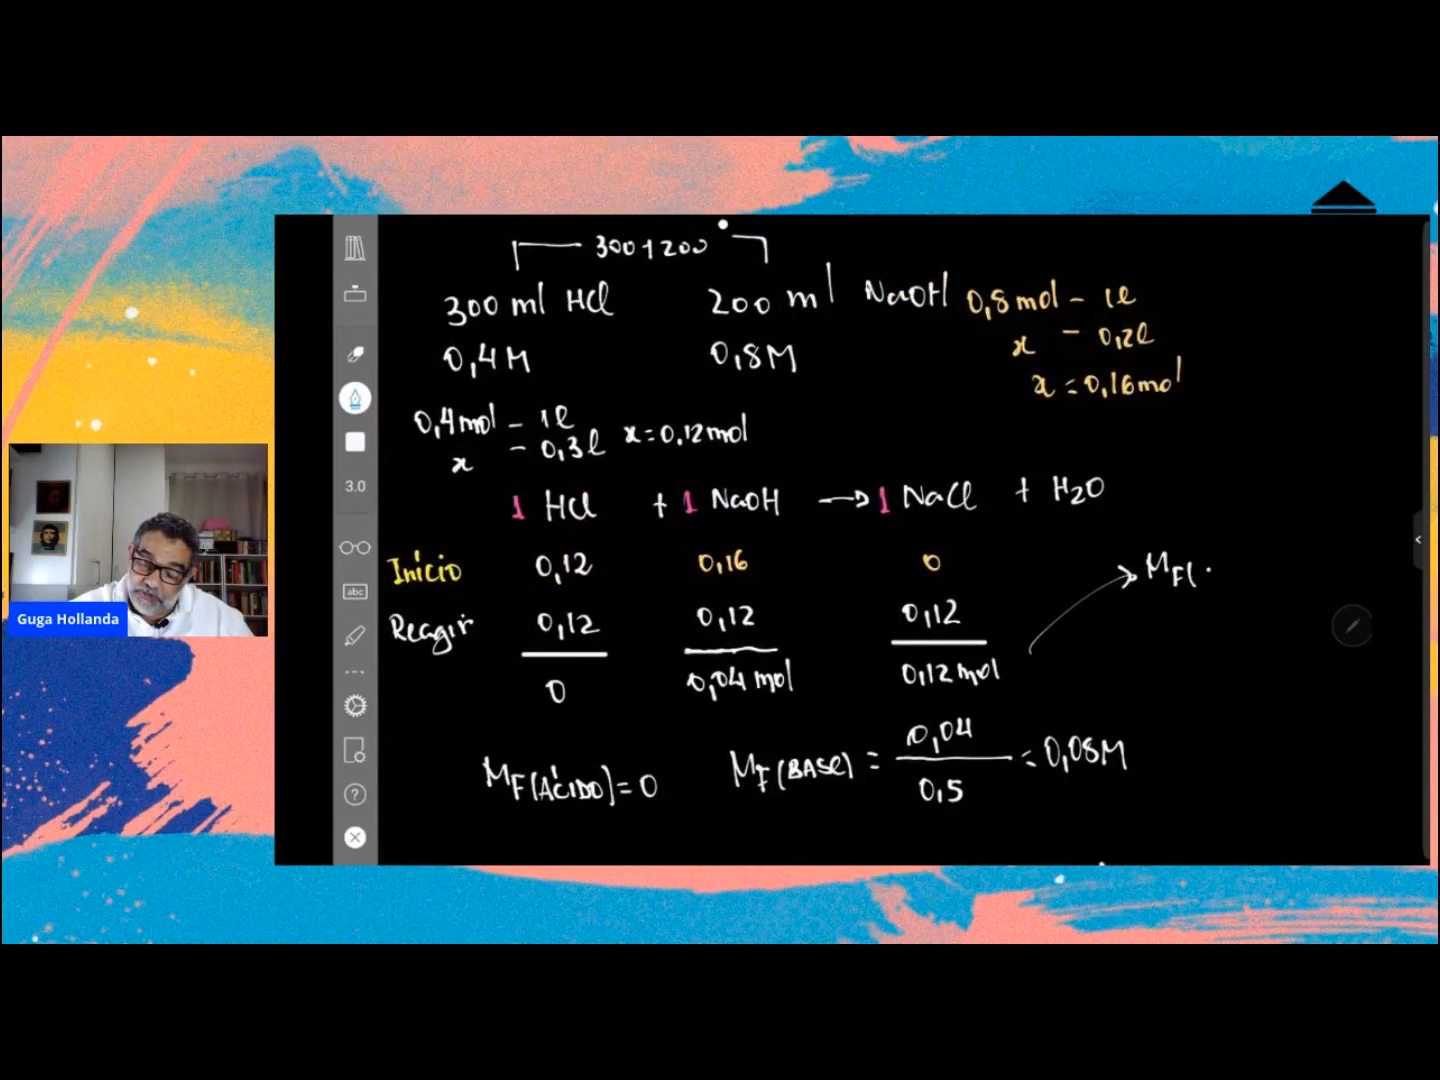 300+200
300 ml HCl 200 ml NaOH 0,8 mol - 1l
0,4M 0,8M x - 0,2l
x = 0,16 mol
0,4 mol - 1l
x - 0,3l x = 0,12 mol
1 HCl + 1 NaOH → 1 NaCl + H2O
Início 0,12 0,16 0
Reagir 0,12 0,12 0,12
0 0,04 mol 0,12 mol
MF( .
MF(ÁCIDO) = 0 MF(BASE) = 0,04 / 0,5 = 0,08M
3.0
abc
Guga Hollanda